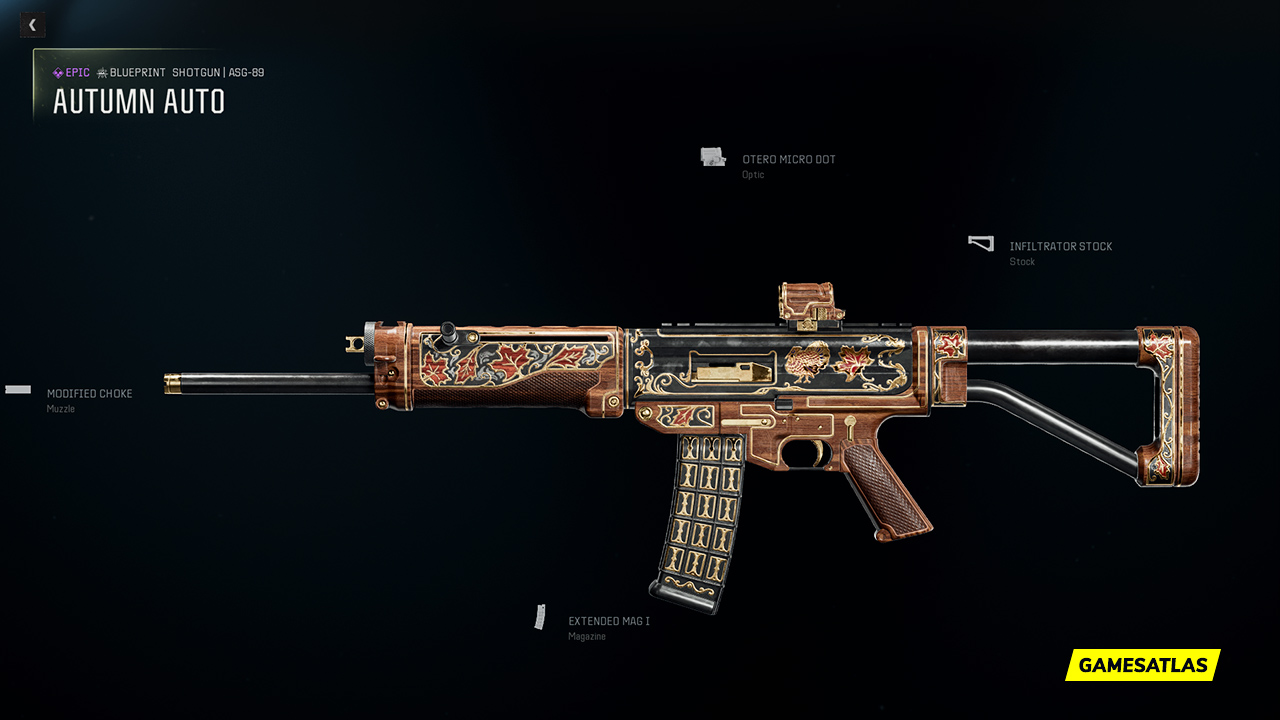 EPIC BLUEPRINT SHOTGUN | ASG-89
AUTUMN AUTO
OTERO MICRO DOT
Optic
INFILTRATOR STOCK
Stock
MODIFIED CHOKE
Muzzle
EXTENDED MAG I
Magazine
GAMESATLAS